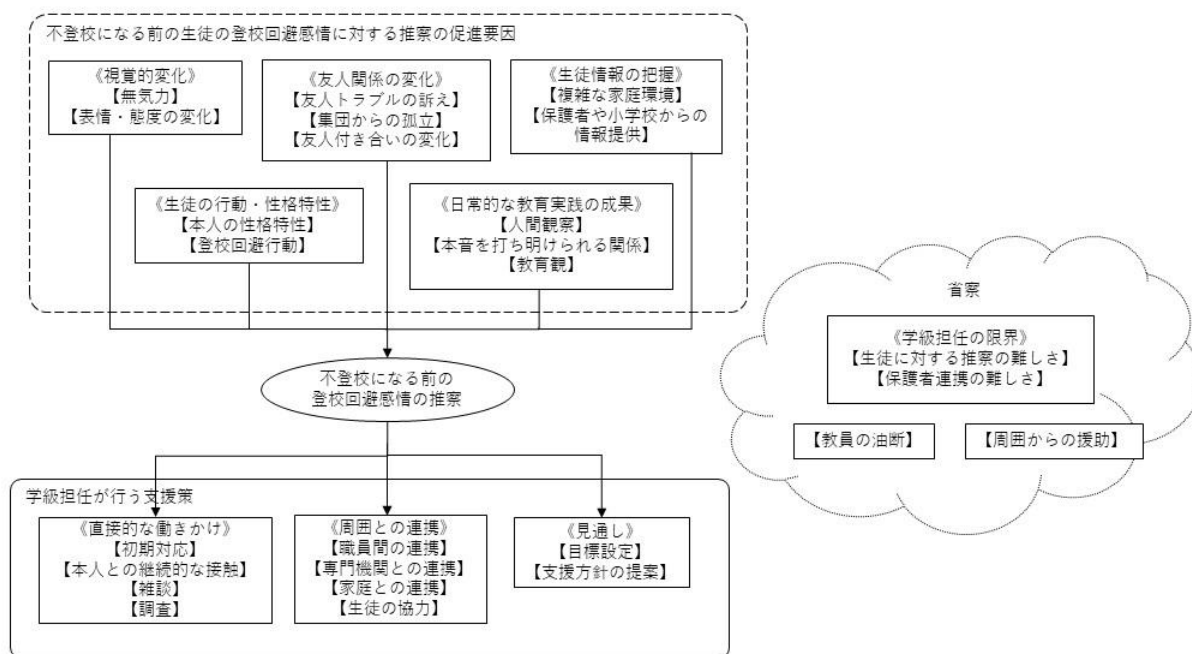 不登校になる前の生徒の登校回避感情に対する推察の促進要因
《視覚的変化》
【無気力】
【表情・態度の変化】
《友人関係の変化》
【友人トラブルの訴え】
【集団からの孤立】
【友人付き合いの変化】
《生徒情報の把握》
【複雑な家庭環境】
【保護者や小学校からの
情報提供】
《生徒の行動・性格特性》
【本人の性格特性】
【登校回避行動】
《日常的な教育実践の成果》
【人間観察】
【本音を打ち明けられる関係】
【教育観】
不登校になる前の
登校回避感情の推察
学級担任が行う支援策
《直接的な働きかけ》
【初期対応】
【本人との継続的な接触】
【雑談】
【調査】
《周囲との連携》
【職員間の連携】
【専門機関との連携】
【家庭との連携】
【生徒の協力】
《見通し》
【目標設定】
【支援方針の提案】
省察
《学級担任の限界》
【生徒に対する推察の難しさ】
【保護者連携の難しさ】
【教員の油断】
【周囲からの援助】